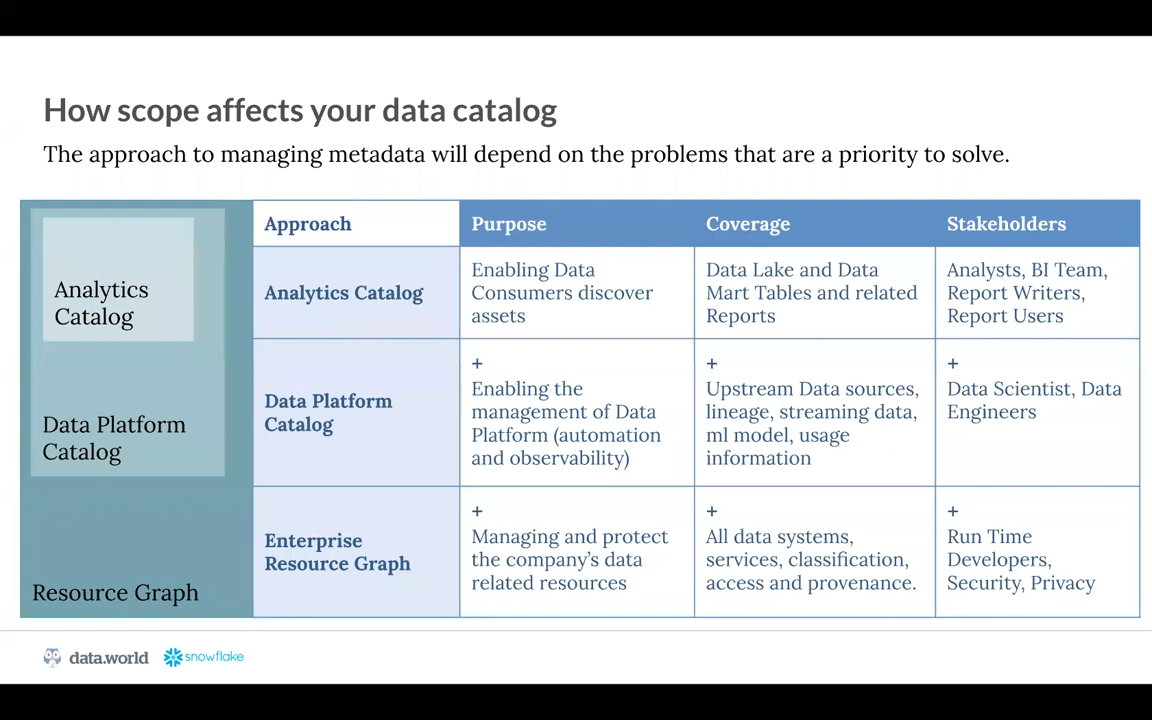 How scope affects your data catalog
The approach to managing metadata will depend on the problems that are a priority to solve.
Analytics
Catalog
Data Platform
Catalog
Resource Graph
Approach
Purpose
Coverage
Stakeholders
Analytics Catalog
Enabling Data
Consumers discover
assets
Data Lake and Data
Mart Tables and related
Reports
Analysts, BI Team,
Report Writers,
Report Users
Data Platform
Catalog
+
Enabling the
management of Data
Platform (automation
and observability)
+
Upstream Data sources,
lineage, streaming data,
ml model, usage
information
+
Data Scientist, Data
Engineers
Enterprise
Resource Graph
+
Managing and protect
the company's data
related resources
+
All data systems,
services, classification,
access and provenance.
+
Run Time
Developers,
Security, Privacy
data.world
snowflake